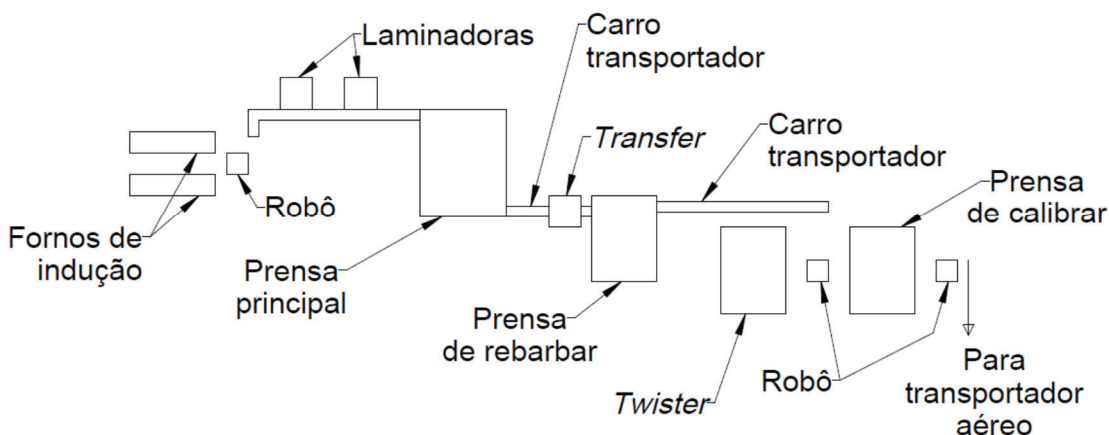 Laminadoras
Carro
transportador
Transfer
Carro
transportador
Prensa
de calibrar
Robô
Fornos de
indução
Prensa
principal
Prensa
de rebarbar
Twister
Robô
Para
transportador
aéreo